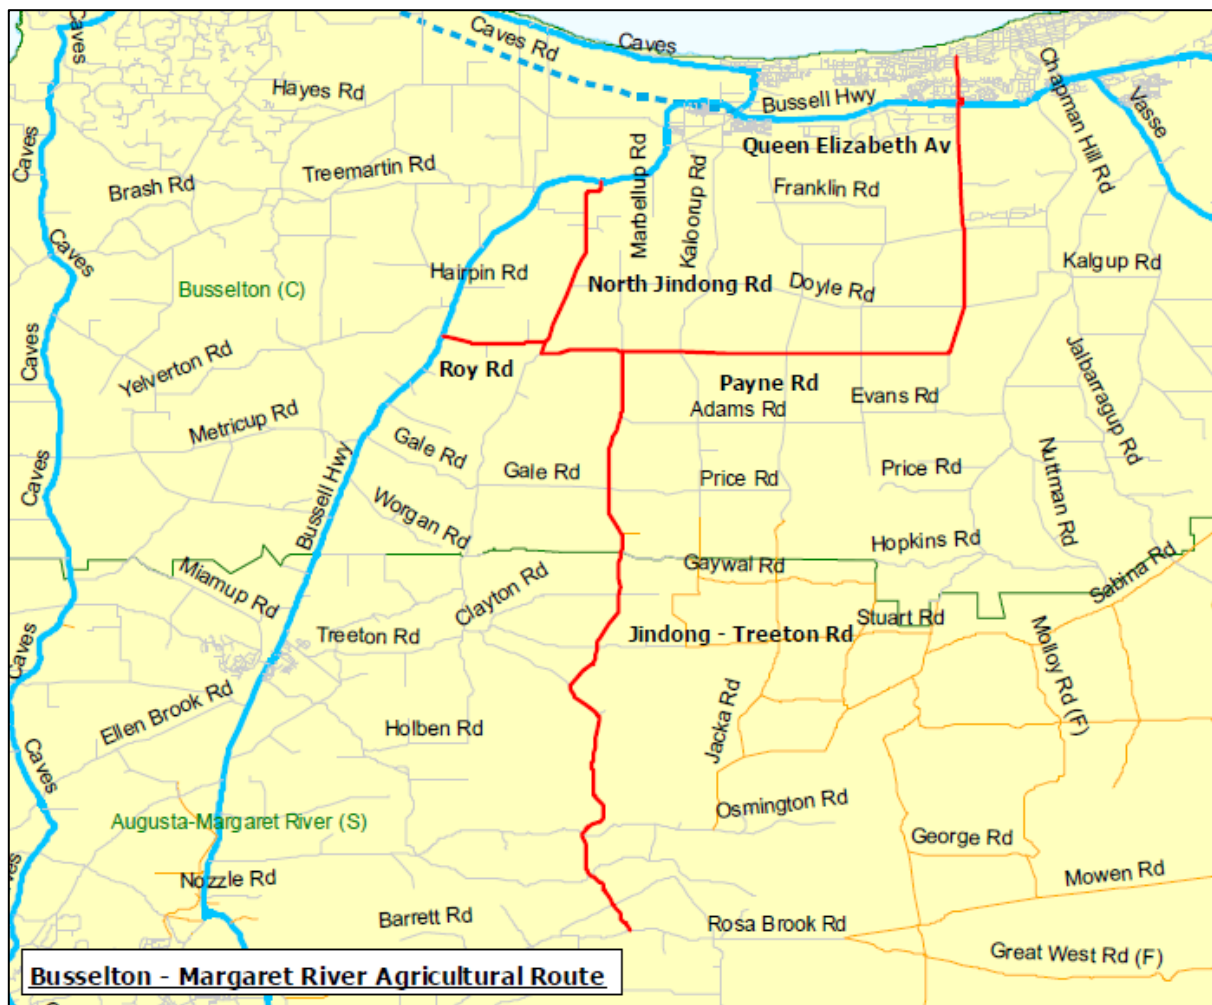 Caves
Caves Rd
Caves
Hayes Rd
Bussell Hwy
Chapman Hill Rd
Vasse
Caves
Treemartin Rd
Brash Rd
Marbellup Rd
Kaloorup Rd
Queen Elizabeth Av
Franklin Rd
Caves
Hairpin Rd
Busselton (C)
North Jindong Rd
Doyle Rd
Kalgup Rd
Caves
Yelverton Rd
Roy Rd
Payne Rd
Jalbarragup Rd
Metricup Rd
Adams Rd
Evans Rd
Gale Rd
Gale Rd
Price Rd
Price Rd
Nuttman Rd
Caves
Bussell Hwy
Worgan Rd
Hopkins Rd
Gaywal Rd
Miamup Rd
Clayton Rd
Sabina Rd
Treeton Rd
Jindong - Treeton Rd
Stuart Rd
Molloy Rd (F)
Caves
Ellen Brook Rd
Holben Rd
Jacka Rd
Caves
Osmington Rd
Augusta-Margaret River (S)
George Rd
Nozzle Rd
Mowen Rd
Barrett Rd
Rosa Brook Rd
Great West Rd (F)
Busselton - Margaret River Agricultural Route